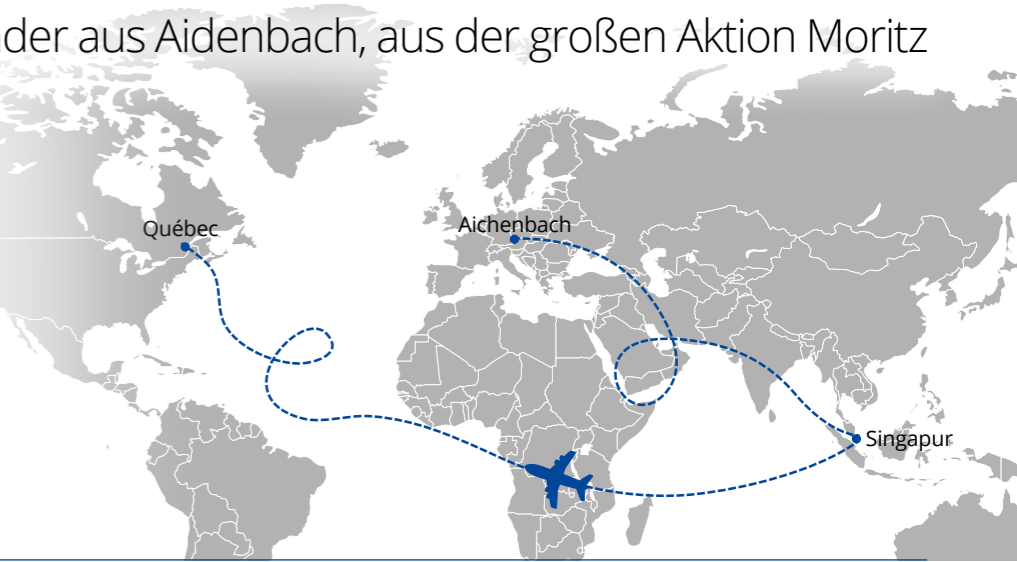 der aus Aidenbach, aus der großen Aktion Moritz
Québec
Aichenbach
Singapur